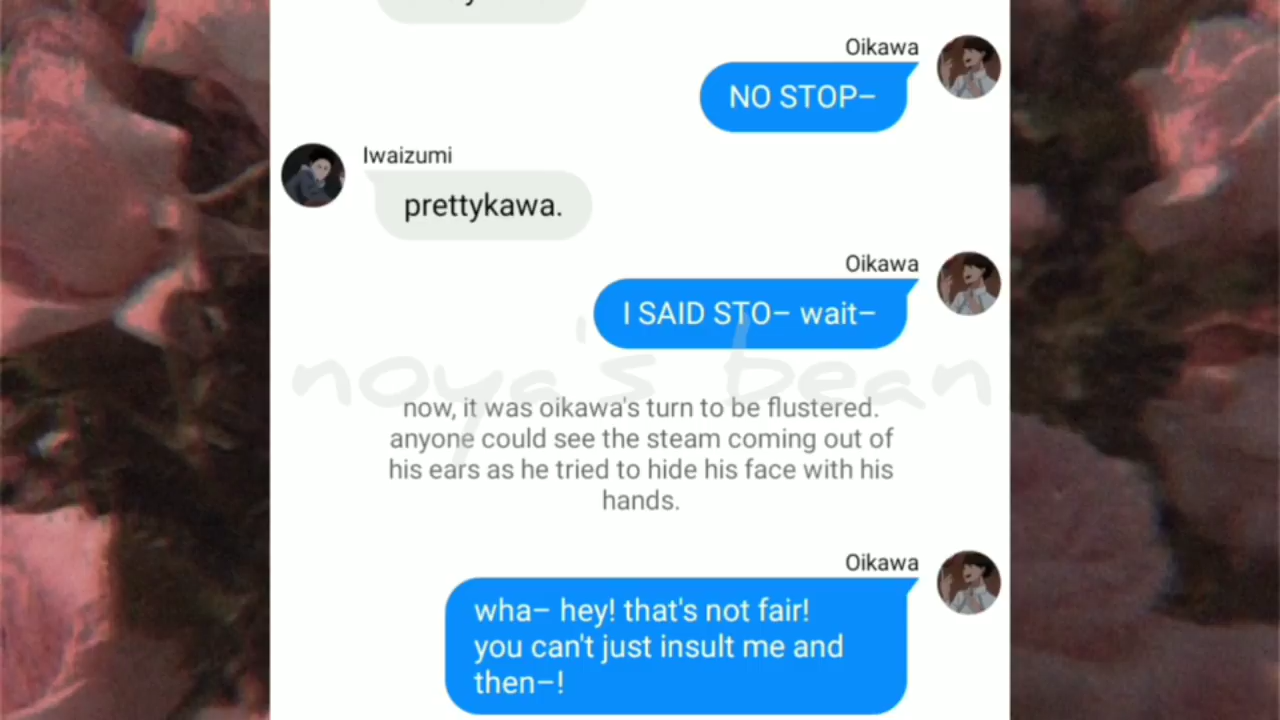 Oikawa
NO STOP–
Iwaizumi
prettykawa.
Oikawa
I SAID STO– wait–
noya's bean
now, it was oikawa's turn to be flustered.
anyone could see the steam coming out of
his ears as he tried to hide his face with his
hands.
Oikawa
wha– hey! that's not fair!
you can't just insult me and
then–!